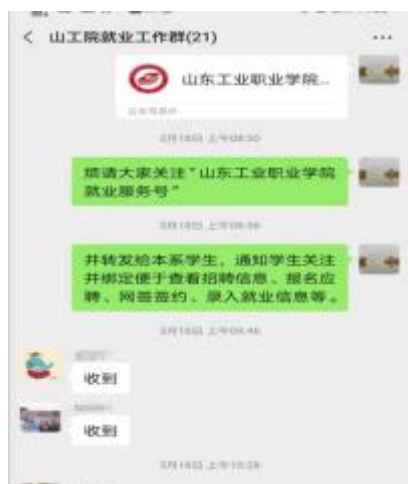 山工院就业工作群(21)
山东工业职业学院...
烦请大家关注“山东工业职业学院
就业服务号”
并转发给本系学生，通知学生关注
并绑定便于查看招聘信息、报名应
聘、网签签约、录入就业信息等。
收到
收到